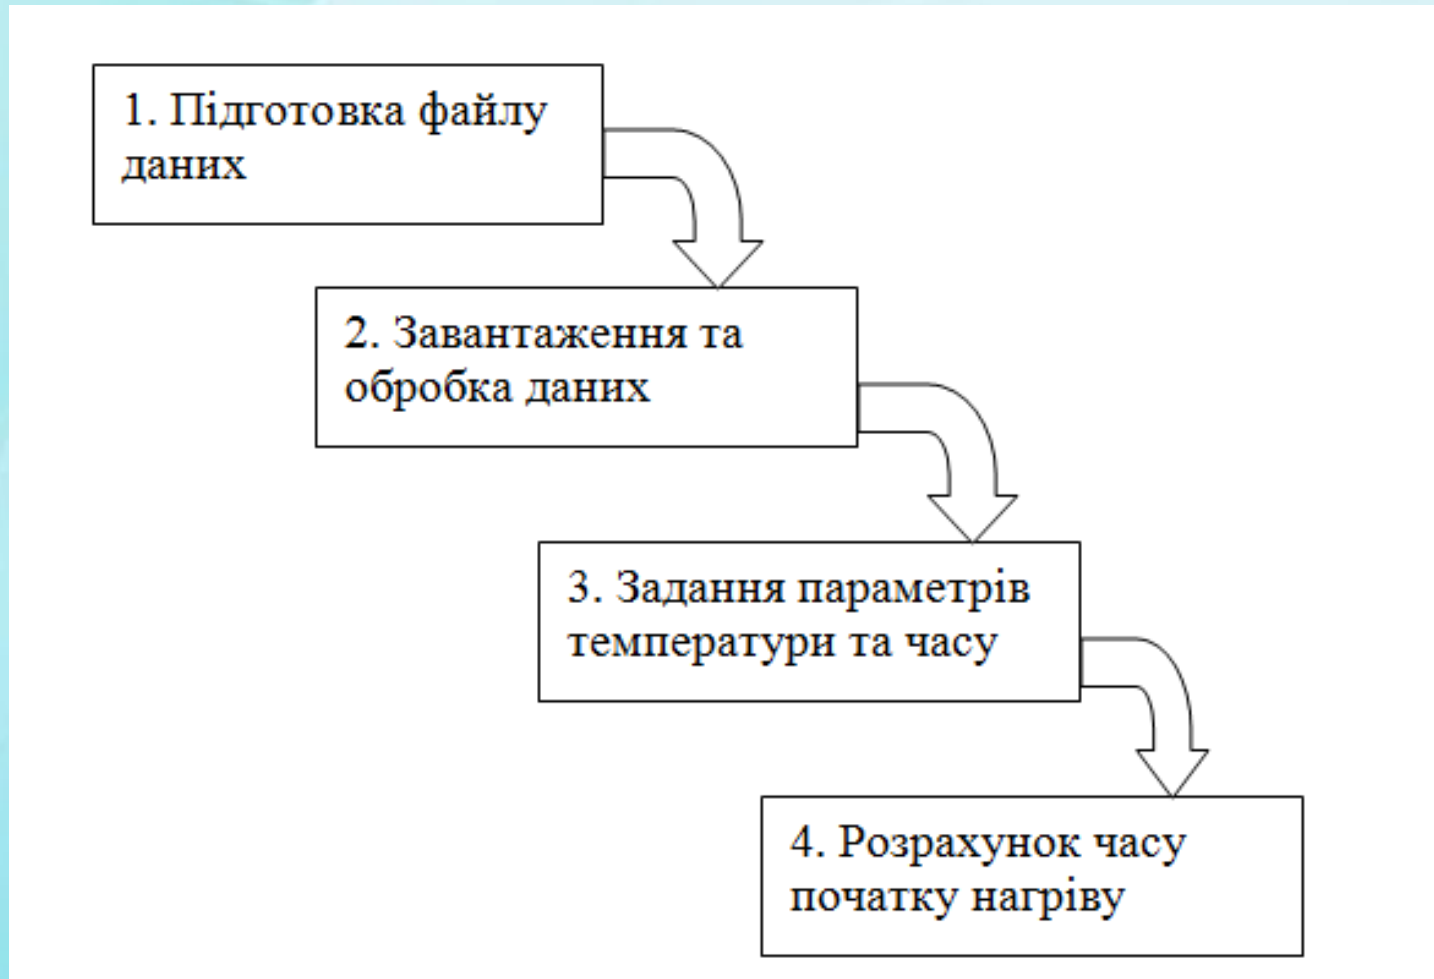 1. Підготовка файлу
даних
2. Завантаження та
обробка даних
3. Задання параметрів
температури та часу
4. Розрахунок часу
початку нагріву